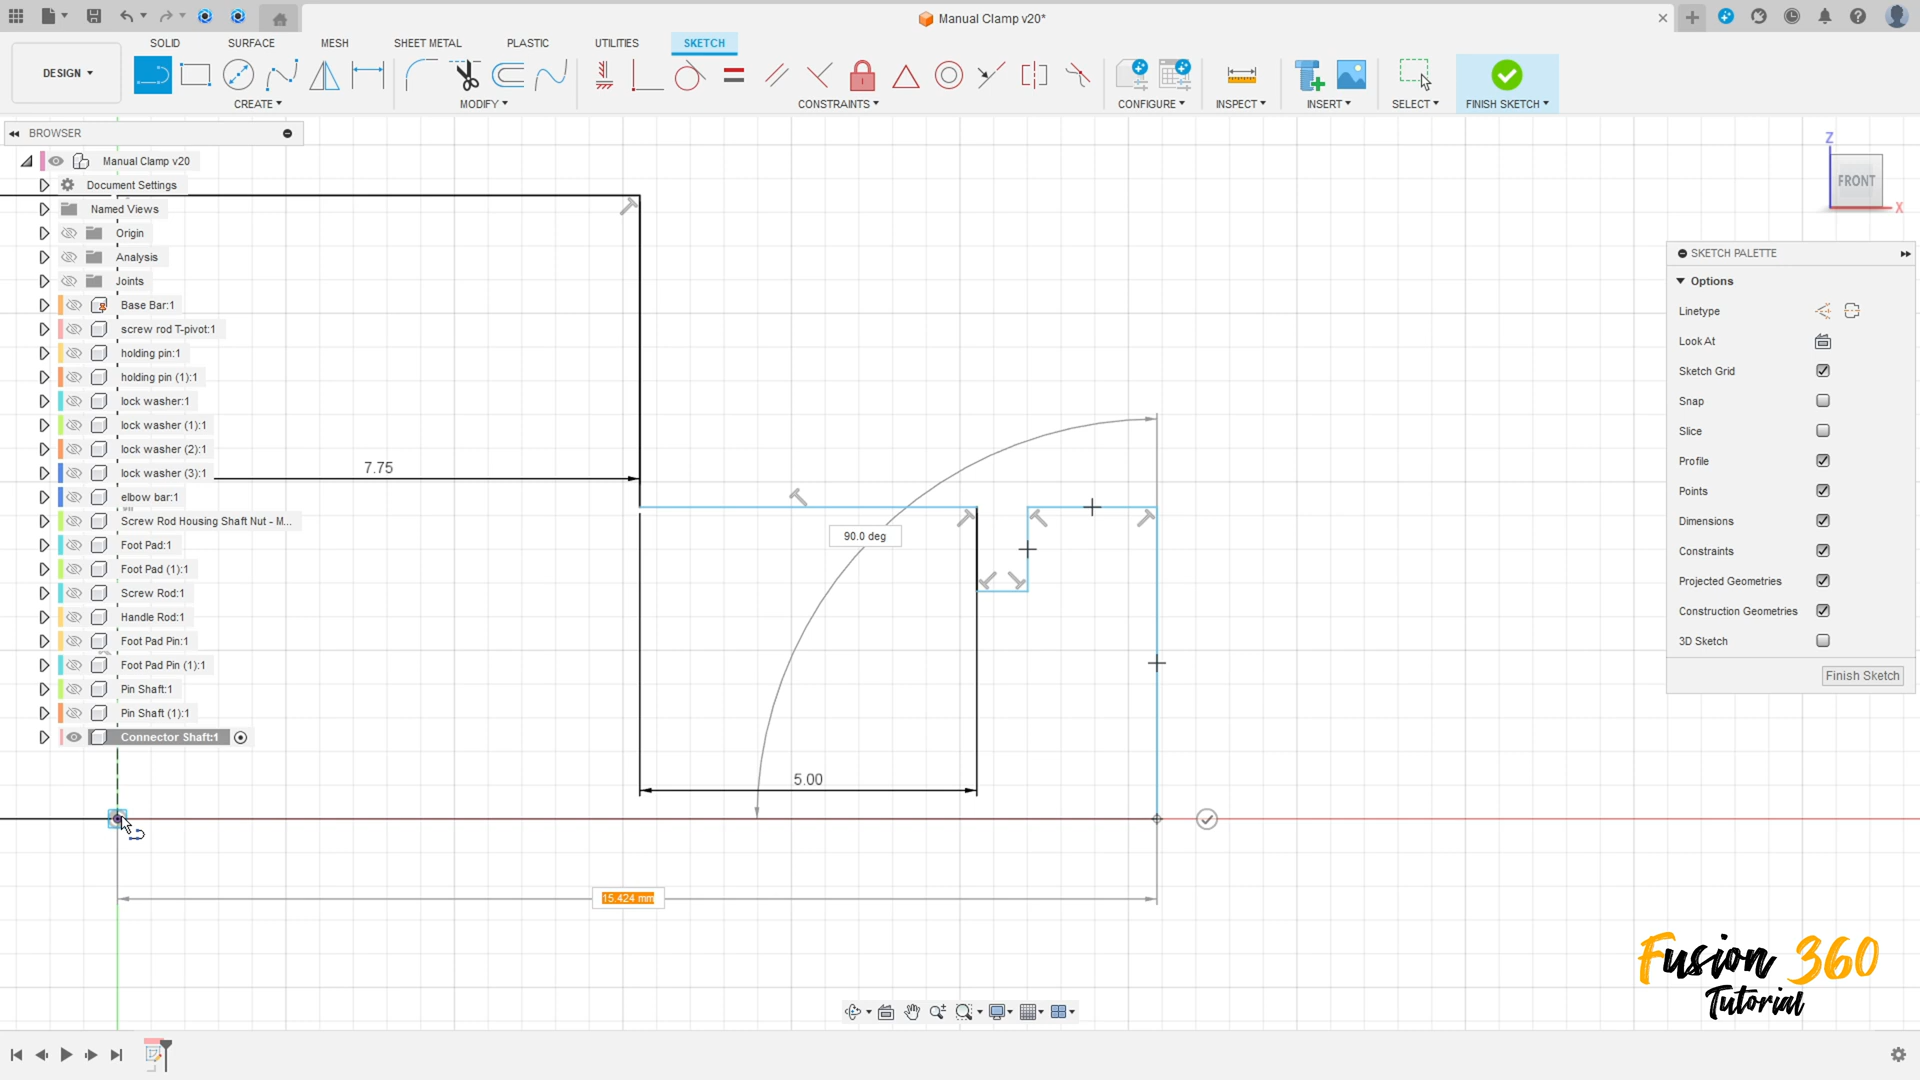 Manual Clamp v20*
SOLID
SURFACE
MESH
SHEET METAL
PLASTIC
UTILITIES
SKETCH
DESIGN
CREATE
MODIFY
CONSTRAINTS
CONFIGURE
INSPECT
INSERT
SELECT
FINISH SKETCH
BROWSER
Manual Clamp v20
Document Settings
Named Views
Origin
Analysis
Joints
Base Bar:1
screw rod T-pivot:1
holding pin:1
holding pin (1):1
lock washer:1
lock washer (1):1
lock washer (2):1
lock washer (3):1
elbow bar:1
Screw Rod Housing Shaft Nut - M...
Foot Pad:1
Foot Pad (1):1
Screw Rod:1
Handle Rod:1
Foot Pad Pin:1
Foot Pad Pin (1):1
Pin Shaft:1
Pin Shaft (1):1
Connector Shaft:1
7.75
90.0 deg
5.00
15.424 mm
Z
FRONT
X
SKETCH PALETTE
Options
Linetype
Look At
Sketch Grid
Snap
Slice
Profile
Points
Dimensions
Constraints
Projected Geometries
Construction Geometries
3D Sketch
Finish Sketch
Fusion 360
Tutorial